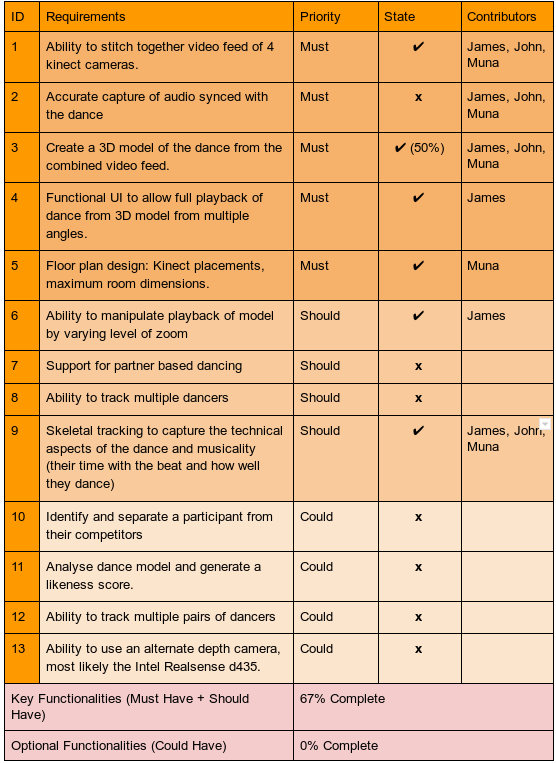 ID Requirements Priority State Contributors
1 Ability to stitch together video feed of 4 Must ✔ James, John,
kinect cameras. Muna
2 Accurate capture of audio synced with Must x James, John,
the dance Muna
3 Create a 3D model of the dance from the Must ✔ (50%) James, John,
combined video feed. Muna
4 Functional UI to allow full playback of Must ✔ James
dance from 3D model from multiple
angles.
5 Floor plan design: Kinect placements, Must ✔ Muna
maximum room dimensions.
6 Ability to manipulate playback of model Should ✔ James
by varying level of zoom
7 Support for partner based dancing Should x
8 Ability to track multiple dancers Should x
9 Skeletal tracking to capture the technical Should ✔ James, John,
aspects of the dance and musicality Muna
(their time with the beat and how well
they dance)
10 Identify and separate a participant from Could x
their competitors
11 Analyse dance model and generate a Could x
likeness score.
12 Ability to track multiple pairs of dancers Could x
13 Ability to use an alternate depth camera, Could x
most likely the Intel Realsense d435.
Key Functionalities (Must Have + Should 67% Complete
Have)
Optional Functionalities (Could Have) 0% Complete